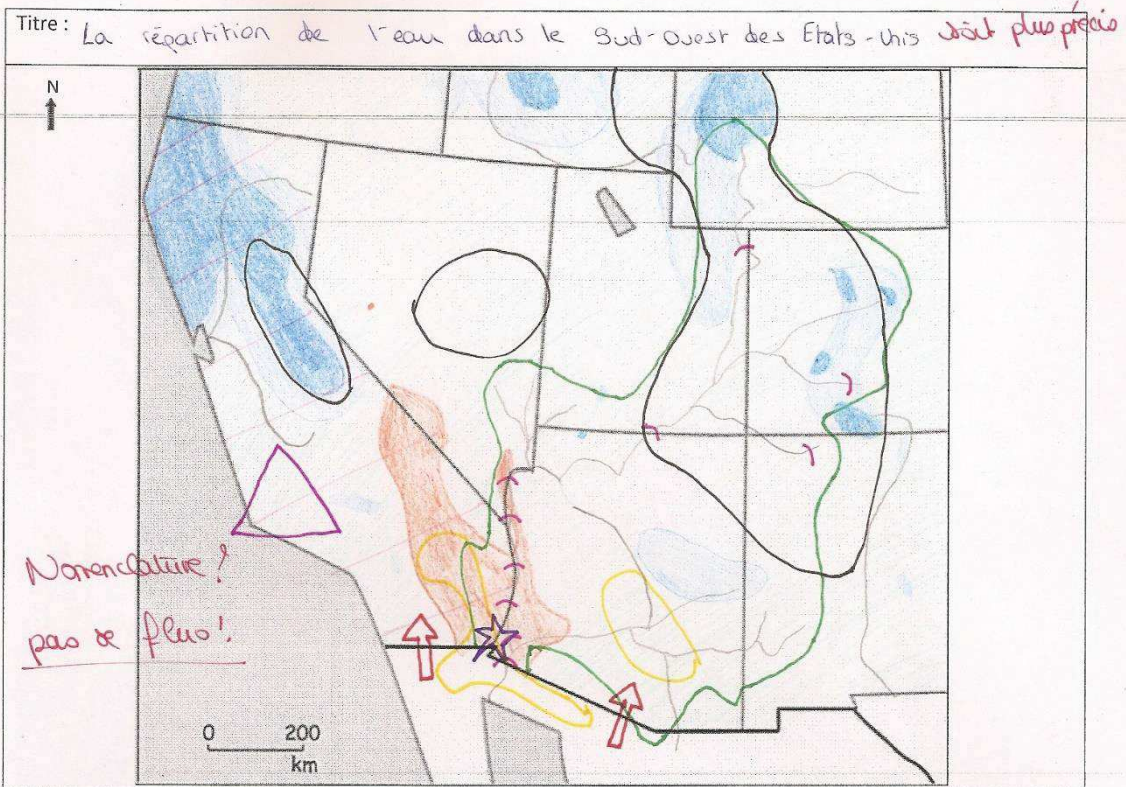 Titre : La répartition de l'eau dans le Sud-Ouest des Etats-Unis soit plus précis
N
Nomenclature !
pas de fluo !
0 200
km